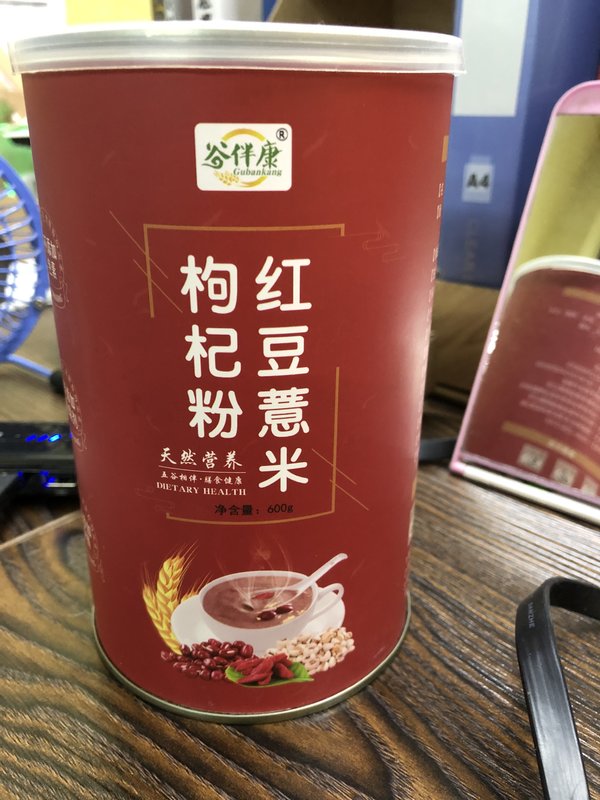 谷伴康®
Gubankang
红豆薏米
枸杞粉
天然营养
五谷相伴·膳食健康
DIETARY HEALTH
净含量：600g
A4